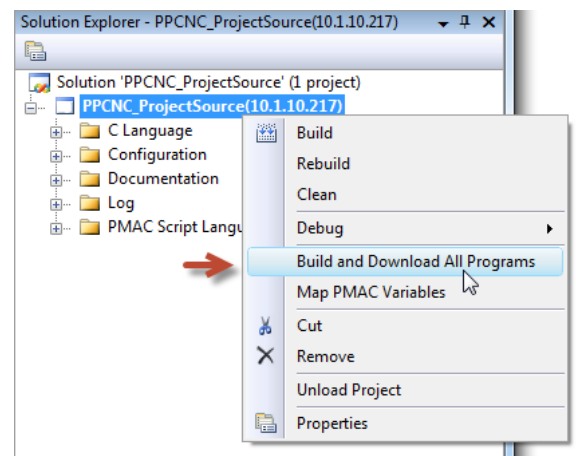 Solution Explorer - PPCNC_ProjectSource(10.1.10.217)
Solution 'PPCNC_ProjectSource' (1 project)
PPCNC_ProjectSource(10.1.10.217)
C Language
Configuration
Documentation
Log
PMAC Script Langu
Build
Rebuild
Clean
Debug
Build and Download All Programs
Map PMAC Variables
Cut
Remove
Unload Project
Properties